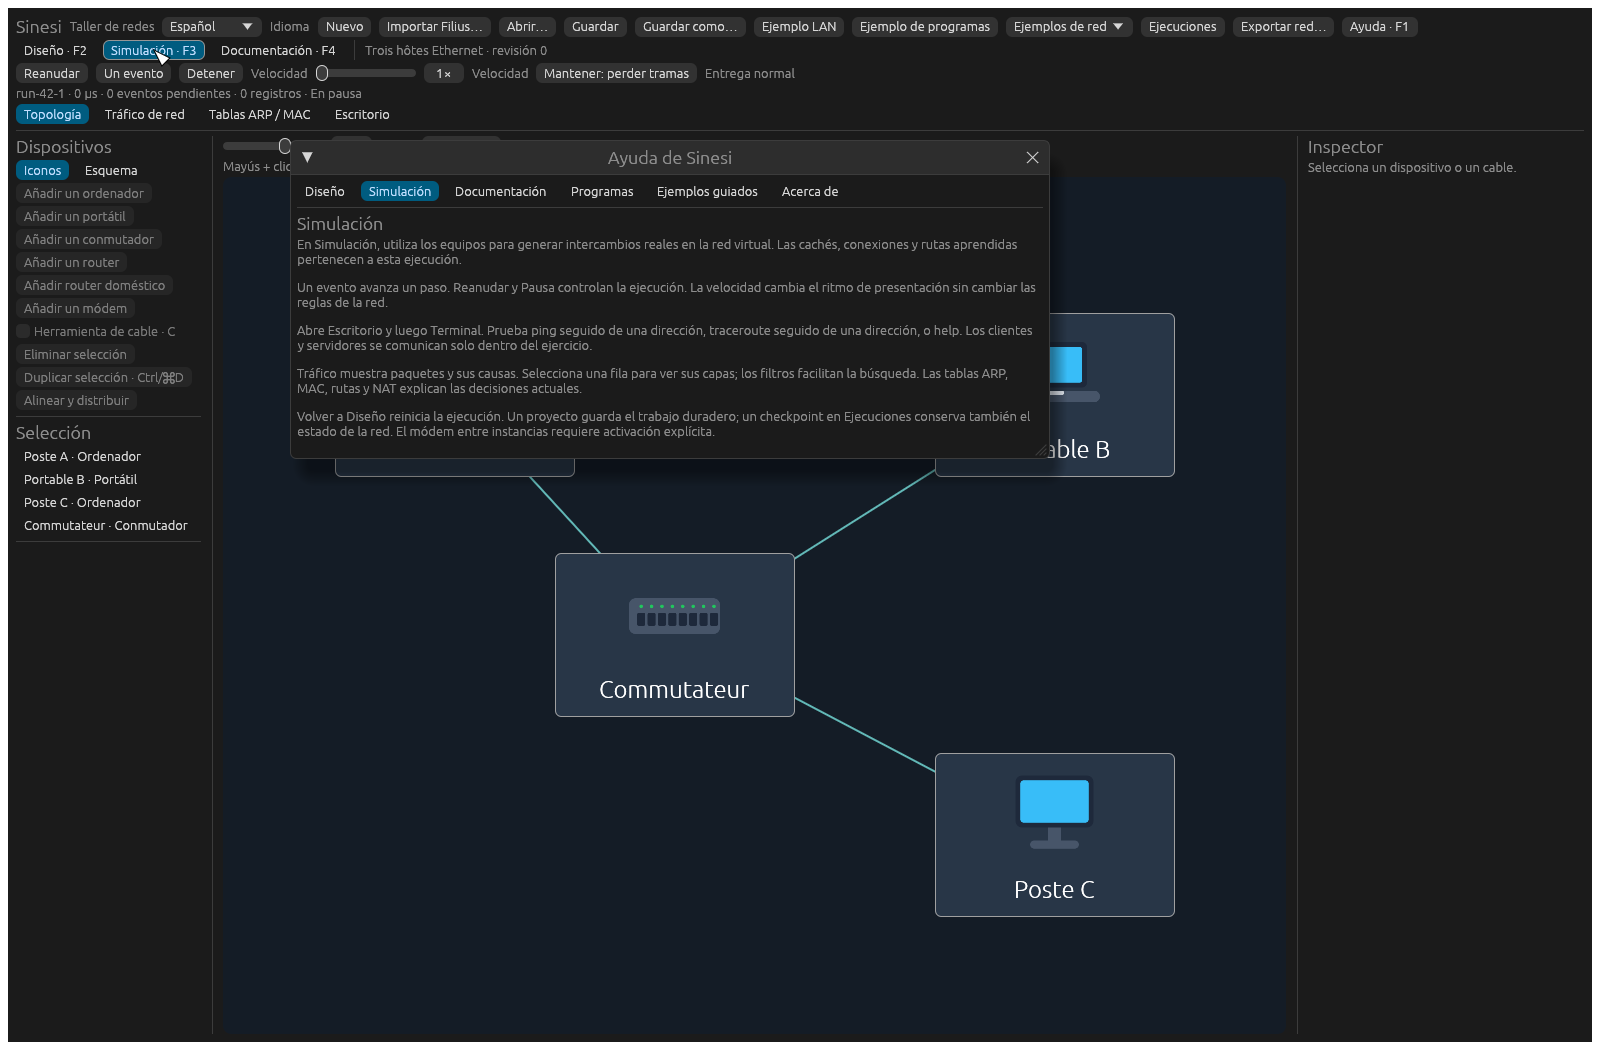 Sinesi Taller de redes Español Idioma Nuevo Importar Filius... Abrir... Guardar Guardar como... Ejemplo LAN Ejemplo de programas Ejemplos de red Ejecuciones Exportar red... Ayuda · F1
Diseño · F2 Simulación · F3 Documentación · F4 Trois hôtes Ethernet · revisión 0
Reanudar Un evento Detener Velocidad 1× Velocidad Mantener: perder tramas Entrega normal
run-42-1 · 0 µs · 0 eventos pendientes · 0 registros · En pausa
Topología Tráfico de red Tablas ARP / MAC Escritorio
Dispositivos
Iconos Esquema
Añadir un ordenador
Añadir un portátil
Añadir un conmutador
Añadir un router
Añadir router doméstico
Añadir un módem
Herramienta de cable · C
Eliminar selección
Duplicar selección · Ctrl/⌘D
Alinear y distribuir
Selección
Poste A · Ordenador
Portable B · Portátil
Poste C · Ordenador
Commutateur · Conmutador
Mayús + clic
Ayuda de Sinesi
Diseño Simulación Documentación Programas Ejemplos guiados Acerca de
Simulación
En Simulación, utiliza los equipos para generar intercambios reales en la red virtual. Las cachés, conexiones y rutas aprendidas
pertenecen a esta ejecución.
Un evento avanza un paso. Reanudar y Pausa controlan la ejecución. La velocidad cambia el ritmo de presentación sin cambiar las
reglas de la red.
Abre Escritorio y luego Terminal. Prueba ping seguido de una dirección, traceroute seguido de una dirección, o help. Los clientes
y servidores se comunican solo dentro del ejercicio.
Tráfico muestra paquetes y sus causas. Selecciona una fila para ver sus capas; los filtros facilitan la búsqueda. Las tablas ARP,
MAC, rutas y NAT explican las decisiones actuales.
Volver a Diseño reinicia la ejecución. Un proyecto guarda el trabajo duradero; un checkpoint en Ejecuciones conserva también el
estado de la red. El módem entre instancias requiere activación explícita.
able B
Commutateur
Poste C
Inspector
Selecciona un dispositivo o un cable.